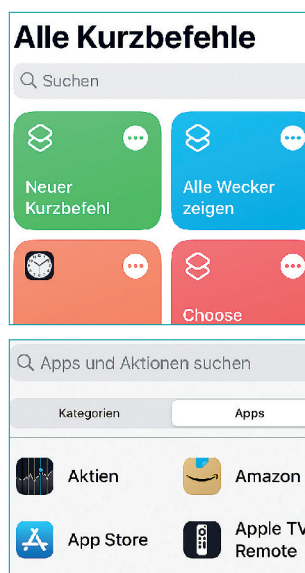 Alle Kurzbefehle
Suchen
Neuer
Kurzbefehl
Alle Wecker
zeigen
Choose
Apps und Aktionen suchen
Kategorien
Apps
Aktien
Amazon
App Store
Apple TV
Remote